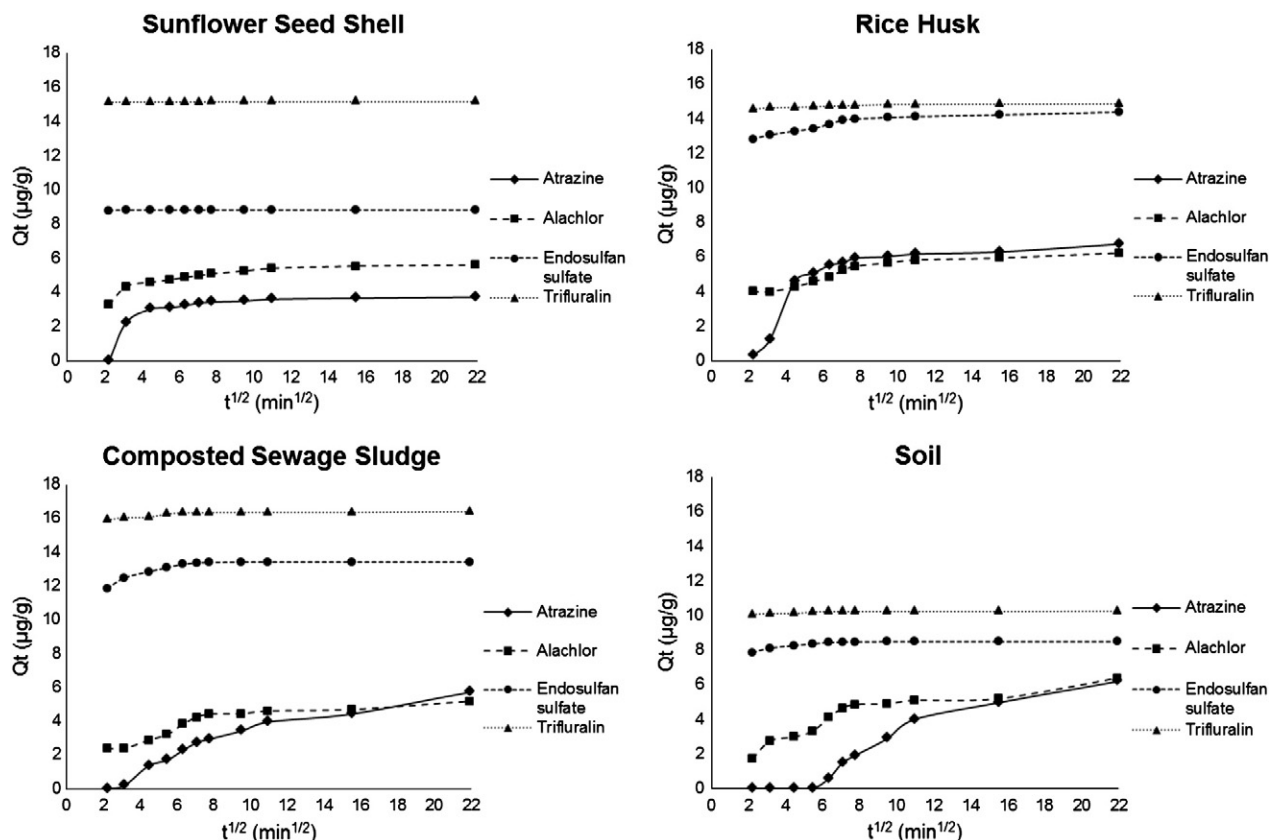 Sunflower Seed Shell
18
16
14
12
10
8
6
4
2
0
Qt (µg/g)
0 2 4 6 8 10 12 14 16 18 20 22
t1/2 (min1/2)
Atrazine
Alachlor
Endosulfan
sulfate
Trifluralin
Rice Husk
18
16
14
12
10
8
6
4
2
0
Qt (µg/g)
0 2 4 6 8 10 12 14 16 18 20 22
t1/2 (min1/2)
Atrazine
Alachlor
Endosulfan
sulfate
Trifluralin
Composted Sewage Sludge
18
16
14
12
10
8
6
4
2
0
Qt (µg/g)
0 2 4 6 8 10 12 14 16 18 20 22
t1/2 (min1/2)
Atrazine
Alachlor
Endosulfan
sulfate
Trifluralin
Soil
18
16
14
12
10
8
6
4
2
0
Qt (µg/g)
0 2 4 6 8 10 12 14 16 18 20 22
t1/2 (min1/2)
Atrazine
Alachlor
Endosulfan
sulfate
Trifluralin